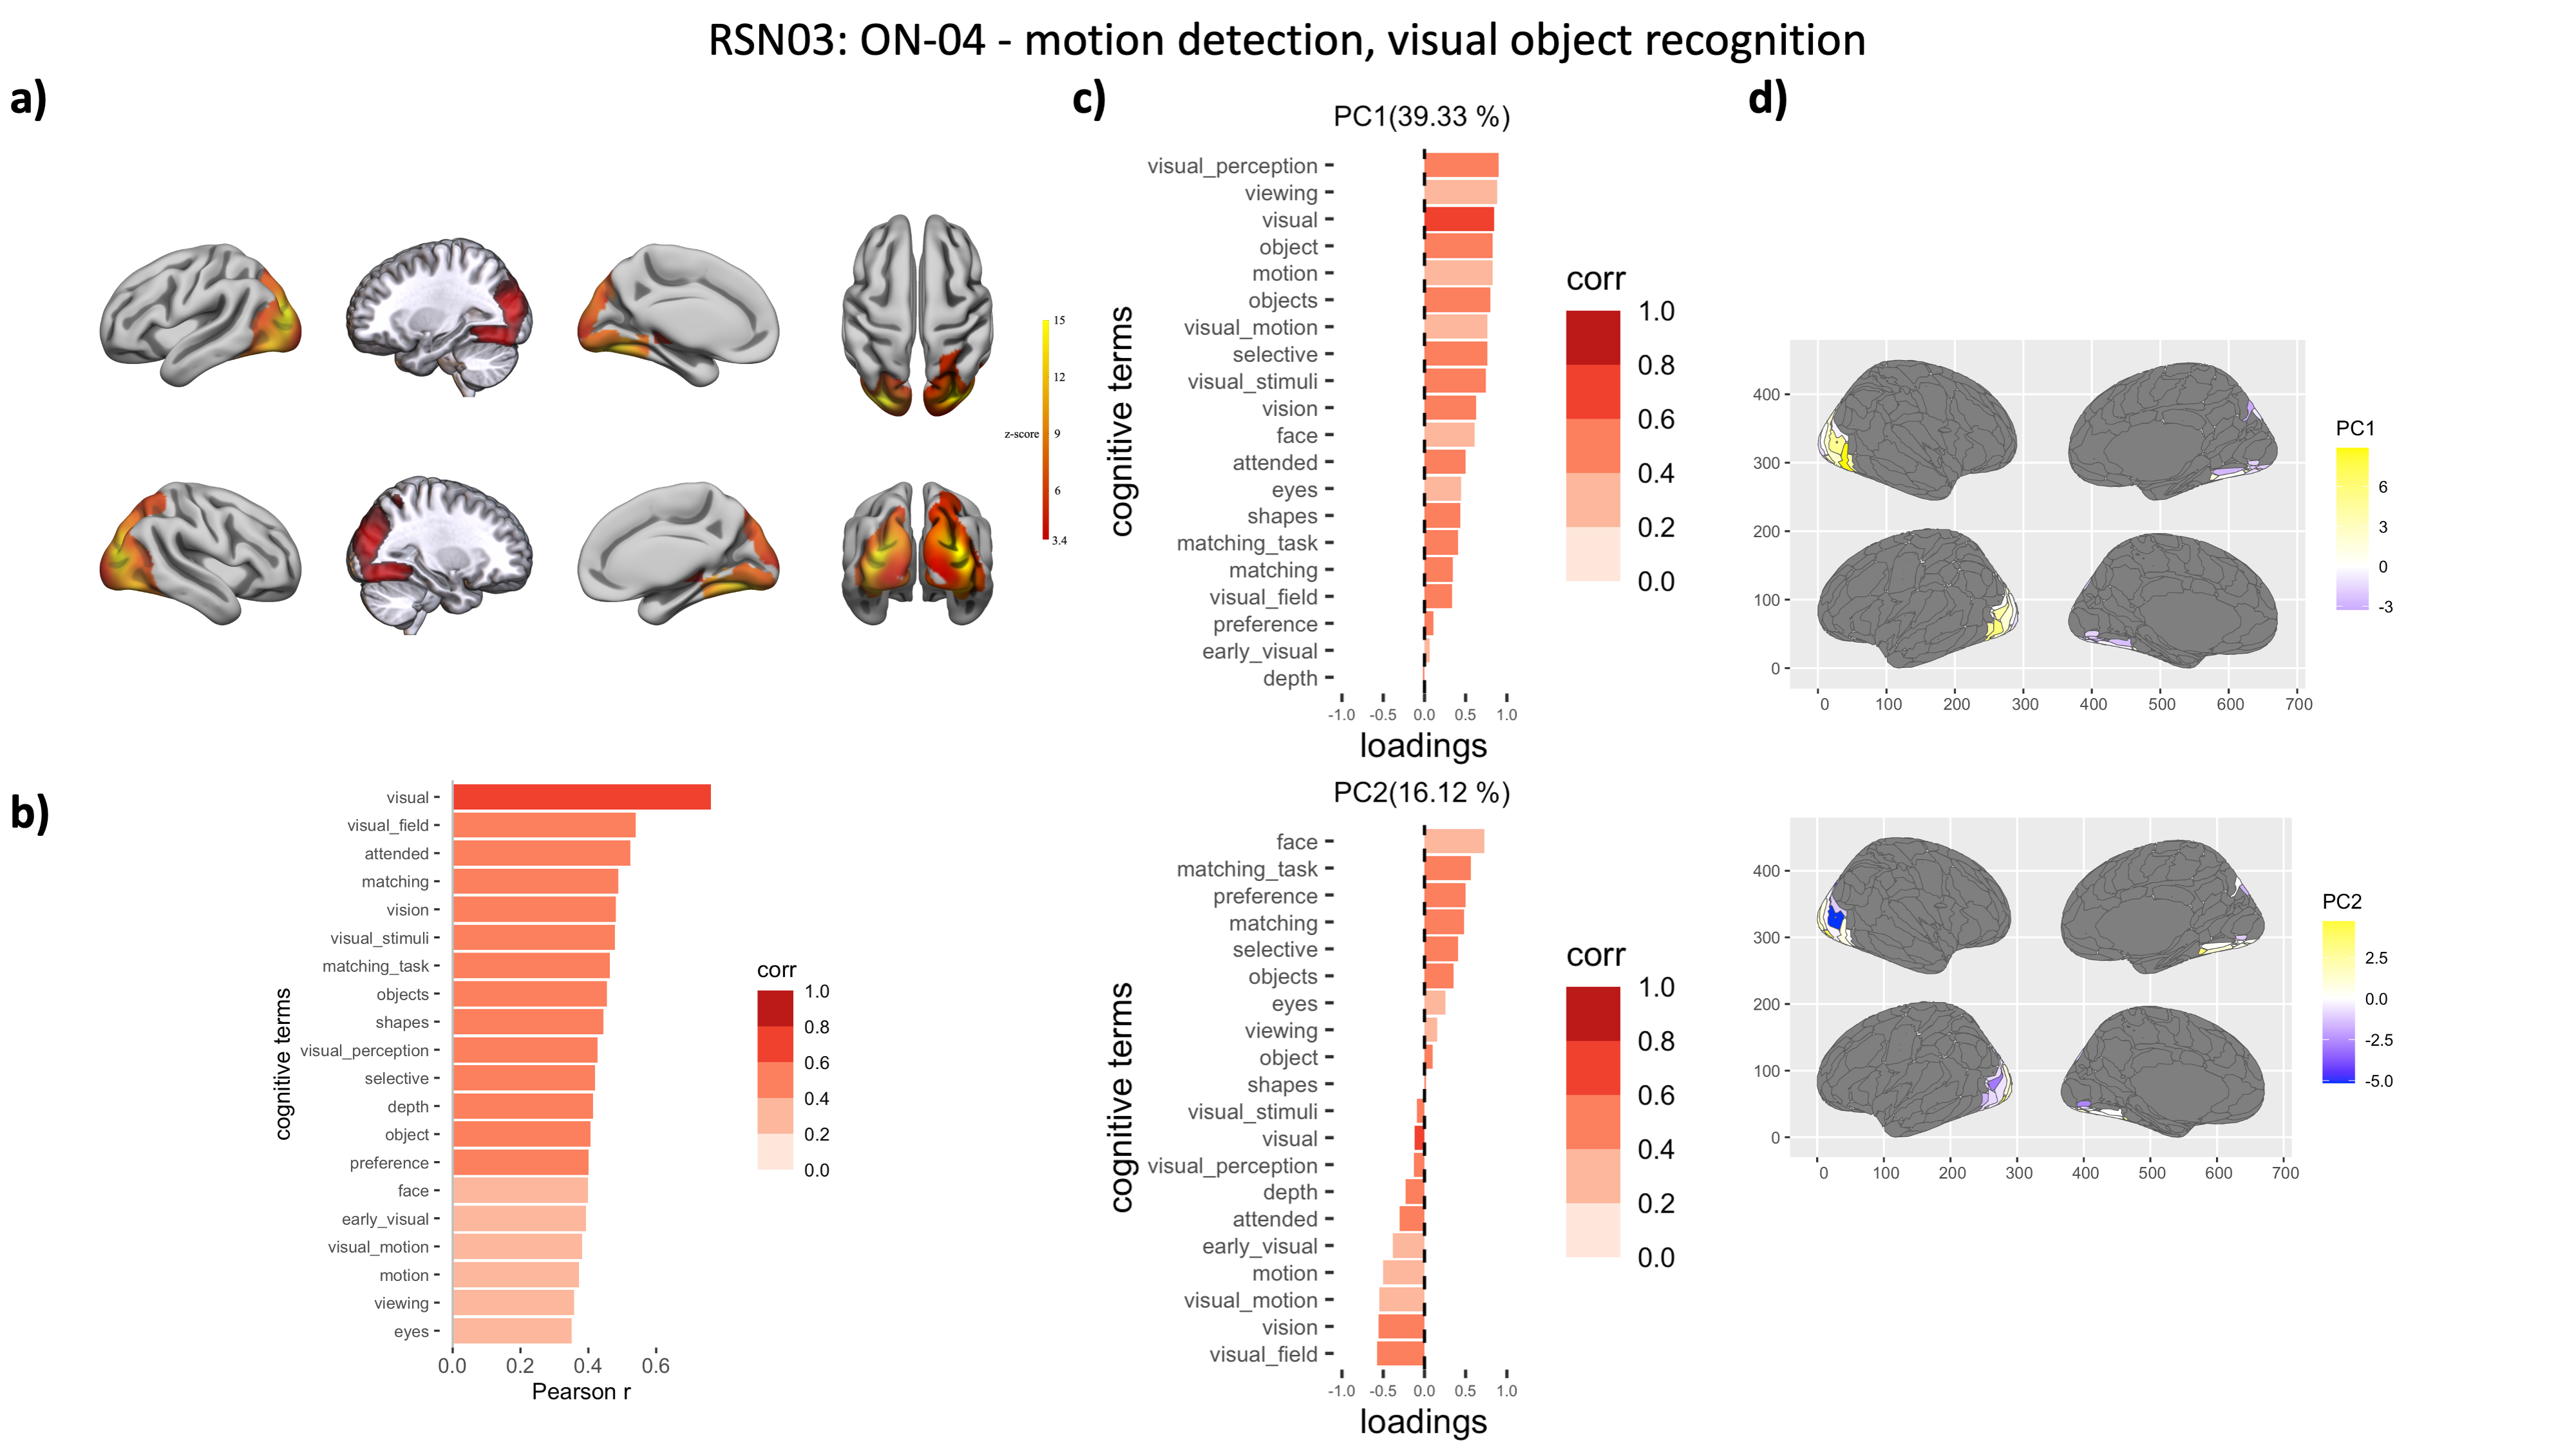 RSN03: ON-04 - motion detection, visual object recognition
a)
15
12
z-score
9
6
3.4
b)
visual
visual_field
attended
matching
vision
visual_stimuli
matching_task
objects
shapes
visual_perception
selective
depth
object
preference
face
early_visual
visual_motion
motion
viewing
eyes
cognitive terms
0.0 0.2 0.4 0.6
Pearson r
corr
1.0
0.8
0.6
0.4
0.2
0.0
c)
PC1(39.33 %)
visual_perception
viewing
visual
object
motion
objects
visual_motion
selective
visual_stimuli
vision
face
attended
eyes
shapes
matching_task
matching
visual_field
preference
early_visual
depth
cognitive terms
-1.0 -0.5 0.0 0.5 1.0
loadings
corr
1.0
0.8
0.6
0.4
0.2
0.0
PC2(16.12 %)
face
matching_task
preference
matching
selective
objects
eyes
viewing
object
shapes
visual_stimuli
visual
visual_perception
depth
attended
early_visual
motion
visual_motion
vision
visual_field
cognitive terms
-1.0 -0.5 0.0 0.5 1.0
loadings
corr
1.0
0.8
0.6
0.4
0.2
0.0
d)
400
300
200
100
0
0 100 200 300 400 500 600 700
PC1
6
3
0
-3
400
300
200
100
0
0 100 200 300 400 500 600 700
PC2
2.5
0.0
-2.5
-5.0